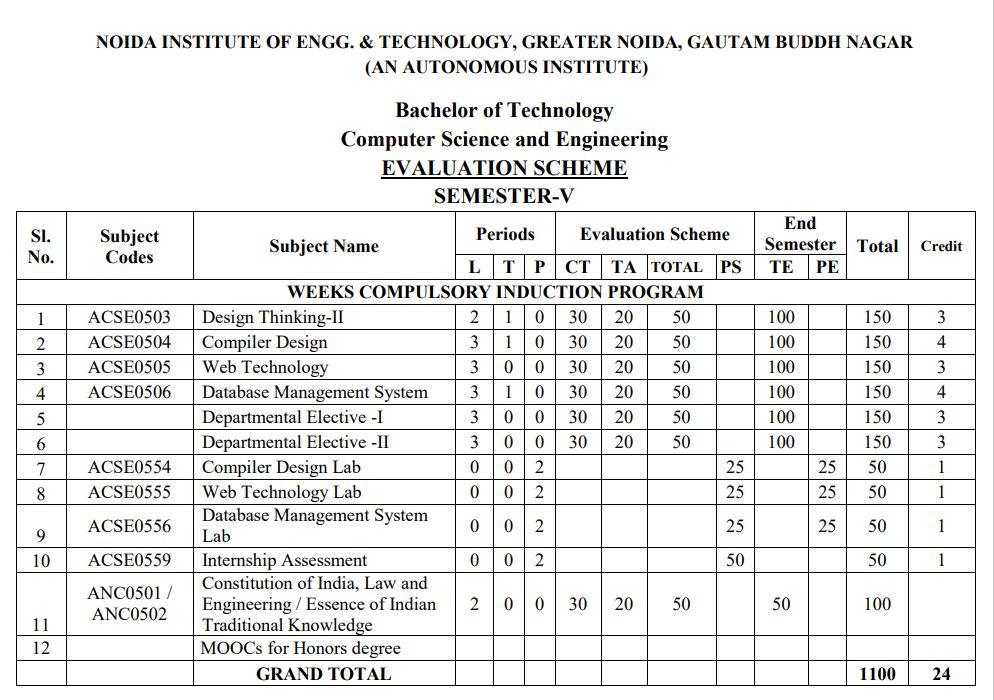 NOIDA INSTITUTE OF ENGG. & TECHNOLOGY, GREATER NOIDA, GAUTAM BUDDH NAGAR
(AN AUTONOMOUS INSTITUTE)
Bachelor of Technology
Computer Science and Engineering
EVALUATION SCHEME
SEMESTER-V
Sl. No. Subject Codes Subject Name Periods Evaluation Scheme End Semester Total Credit
L T P CT TA TOTAL PS TE PE
WEEKS COMPULSORY INDUCTION PROGRAM
1 ACSE0503 Design Thinking-II 2 1 0 30 20 50 100 150 3
2 ACSE0504 Compiler Design 3 1 0 30 20 50 100 150 4
3 ACSE0505 Web Technology 3 0 0 30 20 50 100 150 3
4 ACSE0506 Database Management System 3 1 0 30 20 50 100 150 4
5 Departmental Elective -I 3 0 0 30 20 50 100 150 3
6 Departmental Elective -II 3 0 0 30 20 50 100 150 3
7 ACSE0554 Compiler Design Lab 0 0 2 25 25 50 1
8 ACSE0555 Web Technology Lab 0 0 2 25 25 50 1
9 ACSE0556 Database Management System Lab 0 0 2 25 25 50 1
10 ACSE0559 Internship Assessment 0 0 2 50 50 1
11 ANC0501 / ANC0502 Constitution of India, Law and Engineering / Essence of Indian Traditional Knowledge 2 0 0 30 20 50 50 100
12 MOOCs for Honors degree
GRAND TOTAL 1100 24